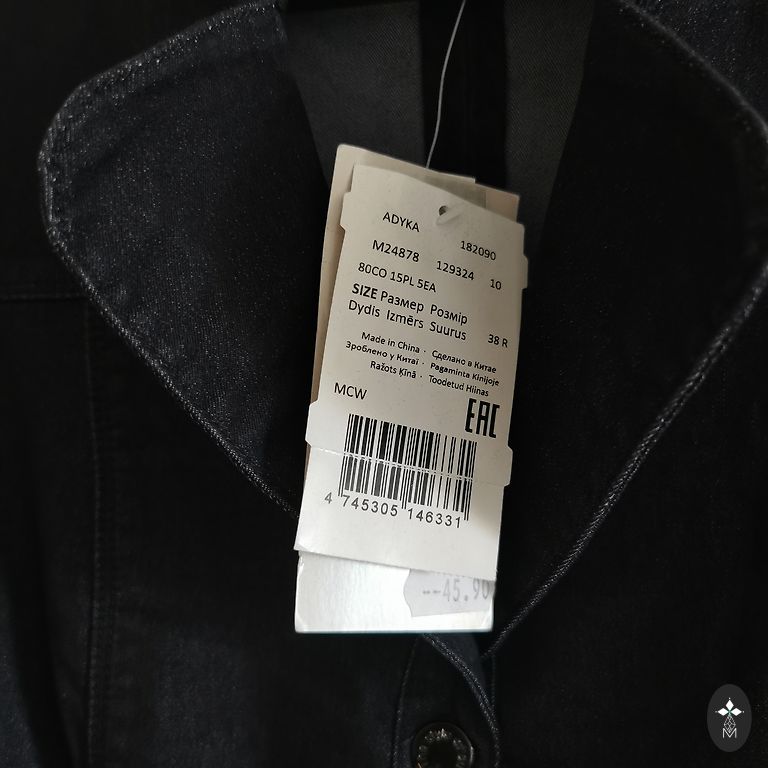 ADYKA 182090
M24878 129324 10
80CO 15PL 5EA
SIZE Размер Розмір
Dydis Izmērs Suurus 38 R
Made in China · Сделано в Китае
Зроблено у Китаї · Pagaminta Kinijoje
Ražots Ķīnā · Toodetud Hiinas
MCW
EAC
4 745305 146331
--45.90
M